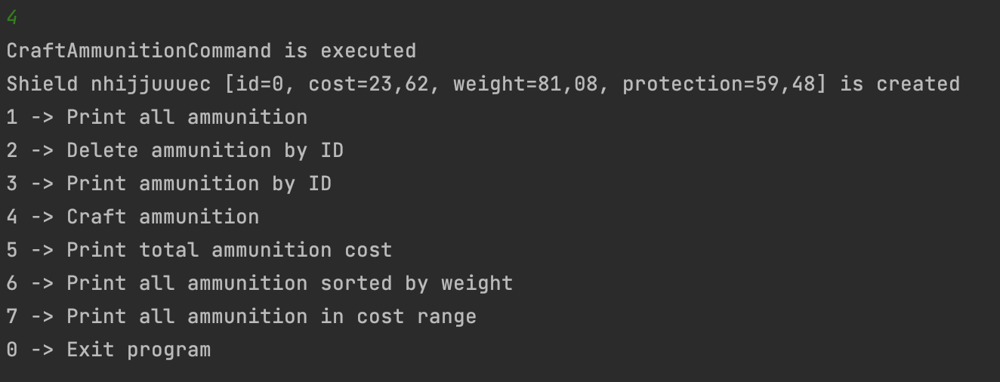 4
CraftAmmunitionCommand is executed
Shield nhijjuuuec [id=0, cost=23,62, weight=81,08, protection=59,48] is created
1 -> Print all ammunition
2 -> Delete ammunition by ID
3 -> Print ammunition by ID
4 -> Craft ammunition
5 -> Print total ammunition cost
6 -> Print all ammunition sorted by weight
7 -> Print all ammunition in cost range
0 -> Exit program